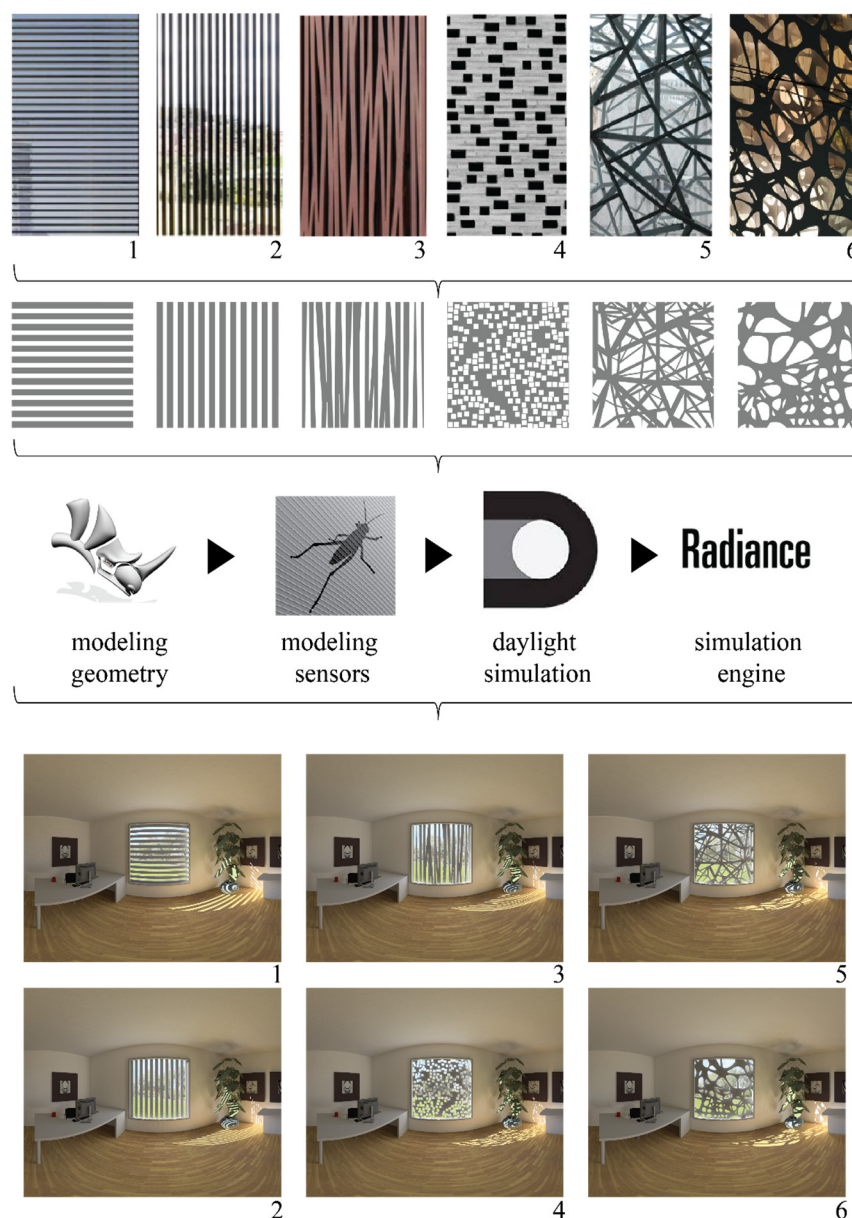 1
2
3
4
5
6
modeling
geometry
modeling
sensors
daylight
simulation
Radiance
simulation
engine
1
3
5
2
4
6